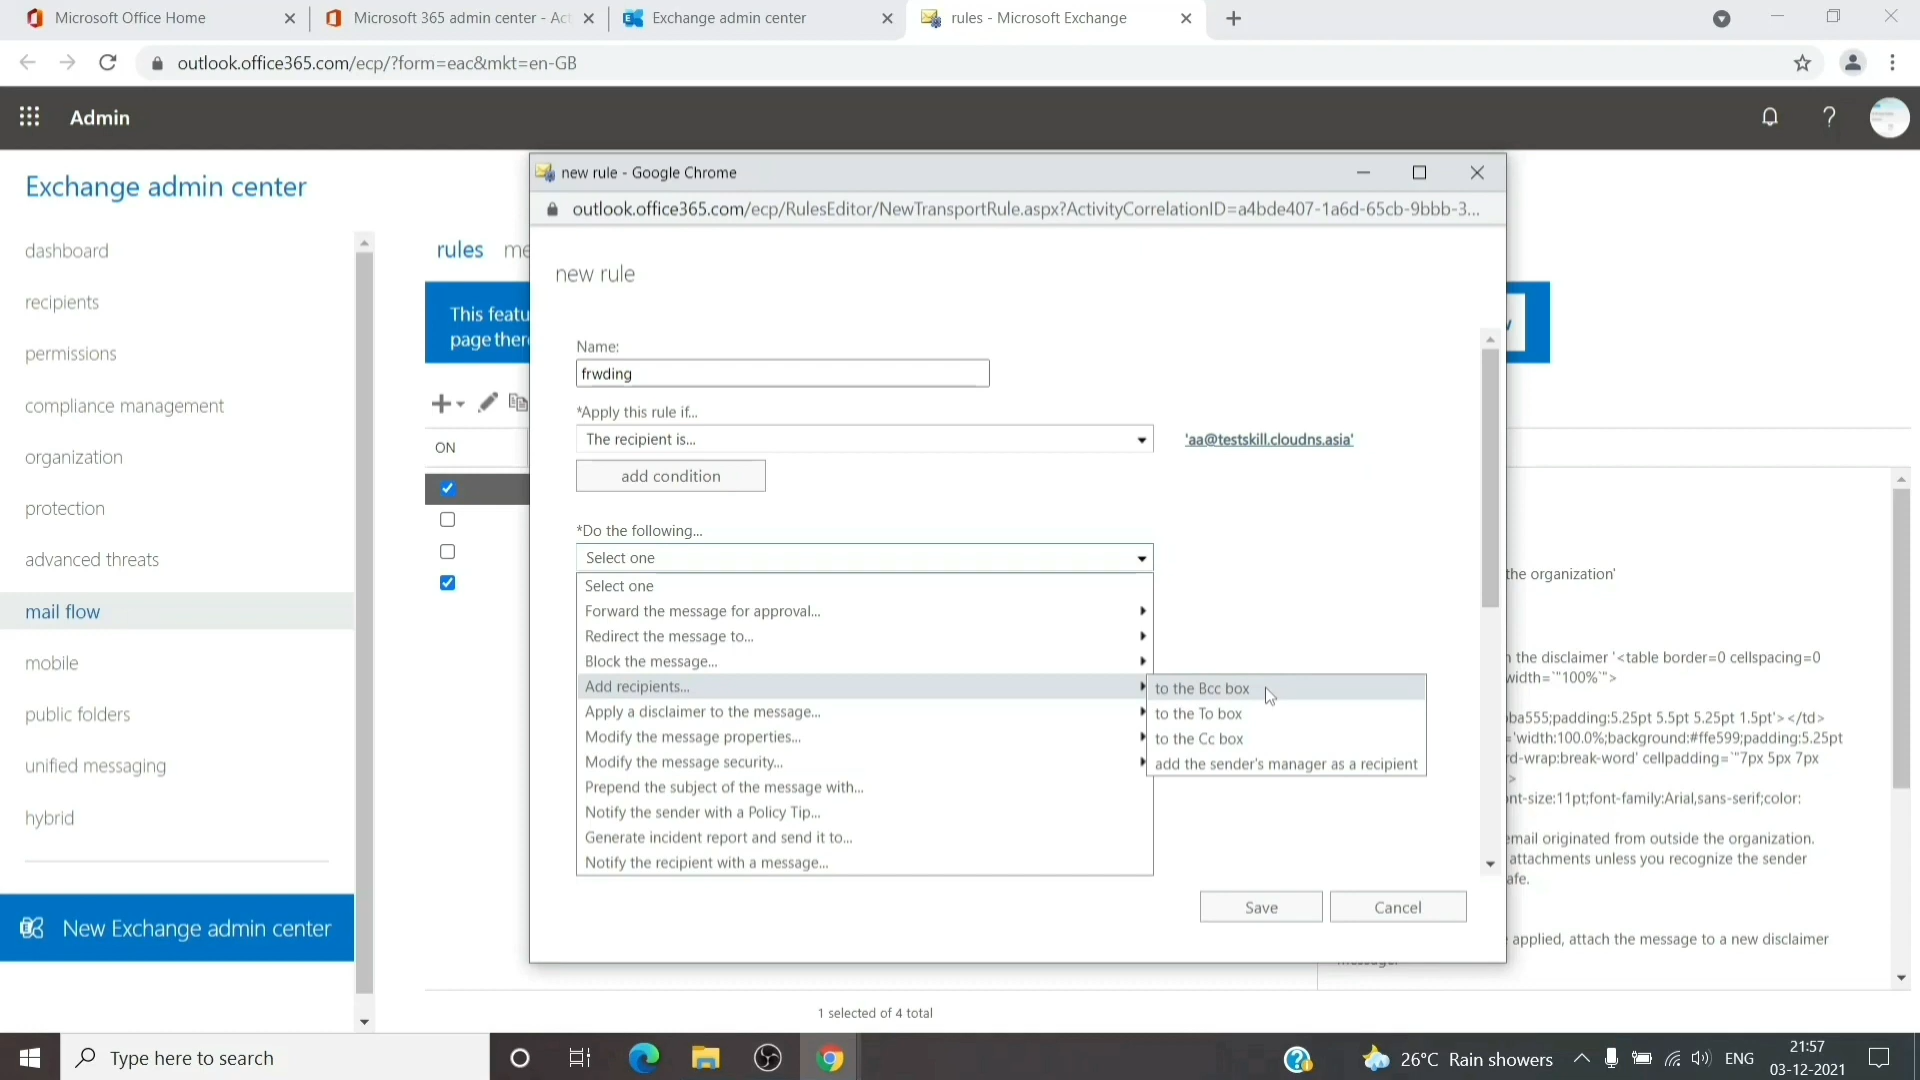 Microsoft Office Home
Microsoft 365 admin center - Act
Exchange admin center
rules - Microsoft Exchange
outlook.office365.com/ecp/?form=eac&mkt=en-GB
Admin
?
Exchange admin center
dashboard
recipients
permissions
compliance management
organization
protection
advanced threats
mail flow
mobile
public folders
unified messaging
hybrid
New Exchange admin center
rules me
This featu
page ther
ON
new rule - Google Chrome
outlook.office365.com/ecp/RulesEditor/NewTransportRule.aspx?ActivityCorrelationID=a4bde407-1a6d-65cb-9bbb-3...
new rule
Name:
frwding
*Apply this rule if...
The recipient is...
'aa@testskill.cloudns.asia'
add condition
*Do the following...
Select one
Select one
Forward the message for approval...
Redirect the message to...
Block the message...
Add recipients...
Apply a disclaimer to the message...
Modify the message properties...
Modify the message security...
Prepend the subject of the message with...
Notify the sender with a Policy Tip...
Generate incident report and send it to...
Notify the recipient with a message...
to the Bcc box
to the To box
to the Cc box
add the sender's manager as a recipient
Save
Cancel
the organization'
the disclaimer '<table border=0 cellspacing=0
width=`"100%`">
ba555;padding:5.25pt 5.5pt 5.25pt 1.5pt'></td>
='width:100.0%;background:#ffe599;padding:5.25pt
rd-wrap:break-word' cellpadding=`"7px 5px 7px
>
nt-size:11pt;font-family:Arial,sans-serif;color:
email originated from outside the organization.
attachments unless you recognize the sender
afe.
applied, attach the message to a new disclaimer
1 selected of 4 total
Type here to search
26°C Rain showers
ENG
21:57
03-12-2021